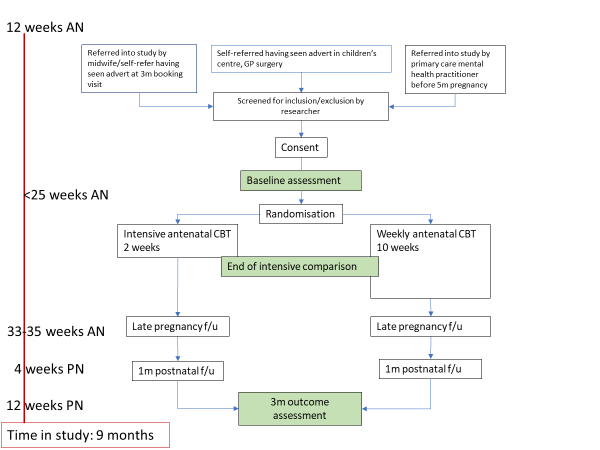 12 weeks AN
Referred into study by
midwife/self-refer having
seen advert at 3m booking
visit
Self-referred having seen advert in children's
centre, GP surgery
Referred into study by
primary care mental
health practitioner
before 5m pregnancy
Screened for inclusion/exclusion by
researcher
Consent
Baseline assessment
<25 weeks AN
Randomisation
Intensive antenatal CBT
2 weeks
Weekly antenatal CBT
10 weeks
End of intensive comparison
33-35 weeks AN
Late pregnancy f/u
Late pregnancy f/u
4 weeks PN
1m postnatal f/u
1m postnatal f/u
12 weeks PN
3m outcome
assessment
Time in study: 9 months